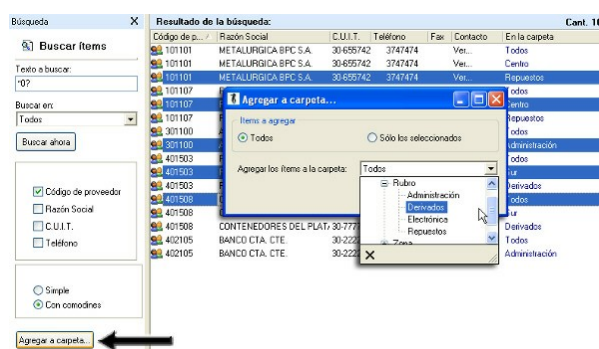 Búsqueda X
Buscar ítems
Texto a buscar:
*0?
Buscar en:
Todos
Buscar ahora
Código de proveedor
Razón Social
C.U.I.T.
Teléfono
Simple
Con comodines
Agregar a carpeta...
Resultado de la búsqueda: Cant. 1
Código de p... Razón Social C.U.I.T. Teléfono Fax Contacto En la carpeta
101101 METALURGICA BPC S.A. 30-655742 3747474 Ver... Todos
101101 METALURGICA BPC S.A. 30-655742 3747474 Ver... Centro
101101 METALURGICA BPC S.A. 30-655742 3747474 Ver... Repuestos
101107 Todos
101107 Centro
101107 Repuestos
301100 Todos
301100 Administración
401503 Todos
401503 Sur
401503 Derivados
401508 Todos
401508 Sur
401508 CONTENEDORES DEL PLATA 30-7777 Derivados
402105 BANCO CTA. CTE. 30-2222 Todos
402105 BANCO CTA. CTE. 30-2222 Administración
Agregar a carpeta...
Items a agregar
Todos Sólo los seleccionados
Agregar los ítems a la carpeta: Todos
Rubro
Administración
Derivados
Electrónica
Repuestos
Zona